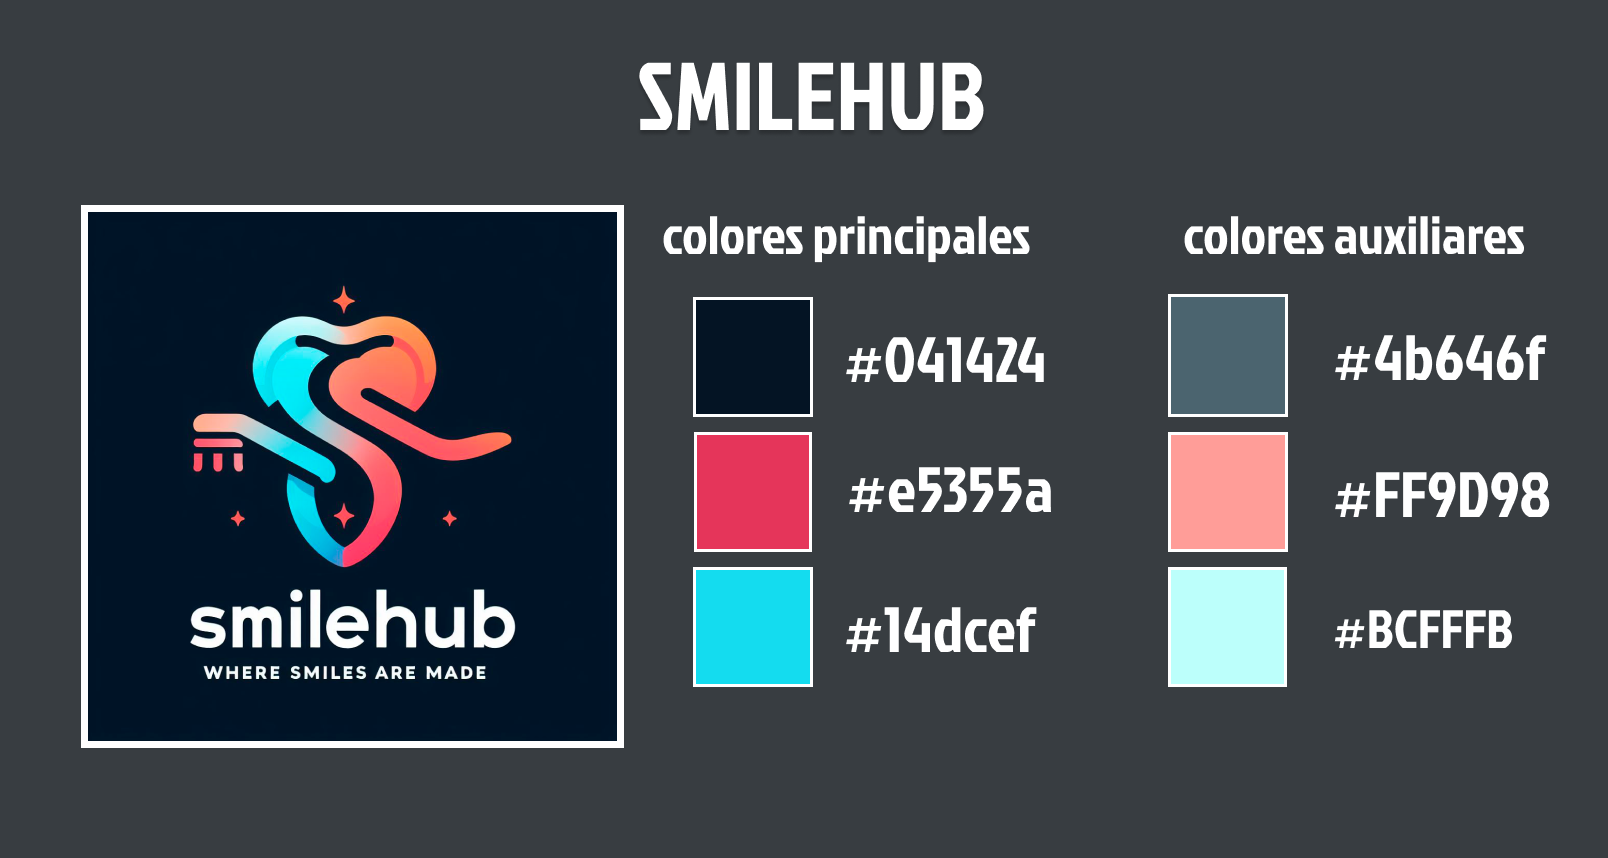 SMILEHUB
colores principales
#041424
#e5355a
#14dcef
colores auxiliares
#4b646f
#FF9D98
#BCFFFB
smilehub
WHERE SMILES ARE MADE